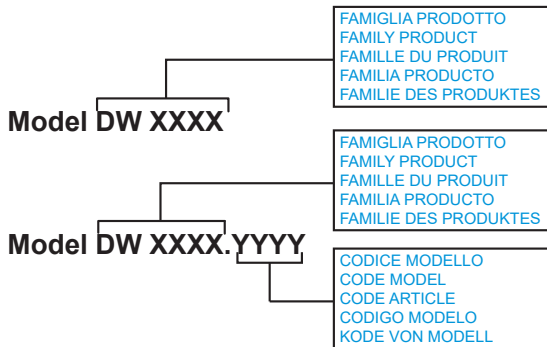 FAMIGLIA PRODOTTO
FAMILY PRODUCT
FAMILLE DU PRODUIT
FAMILIA PRODUCTO
FAMILIE DES PRODUKTES
Model DW XXXX
FAMIGLIA PRODOTTO
FAMILY PRODUCT
FAMILLE DU PRODUIT
FAMILIA PRODUCTO
FAMILIE DES PRODUKTES
Model DW XXXX.YYYY
CODICE MODELLO
CODE MODEL
CODE ARTICLE
CODIGO MODELO
KODE VON MODELL